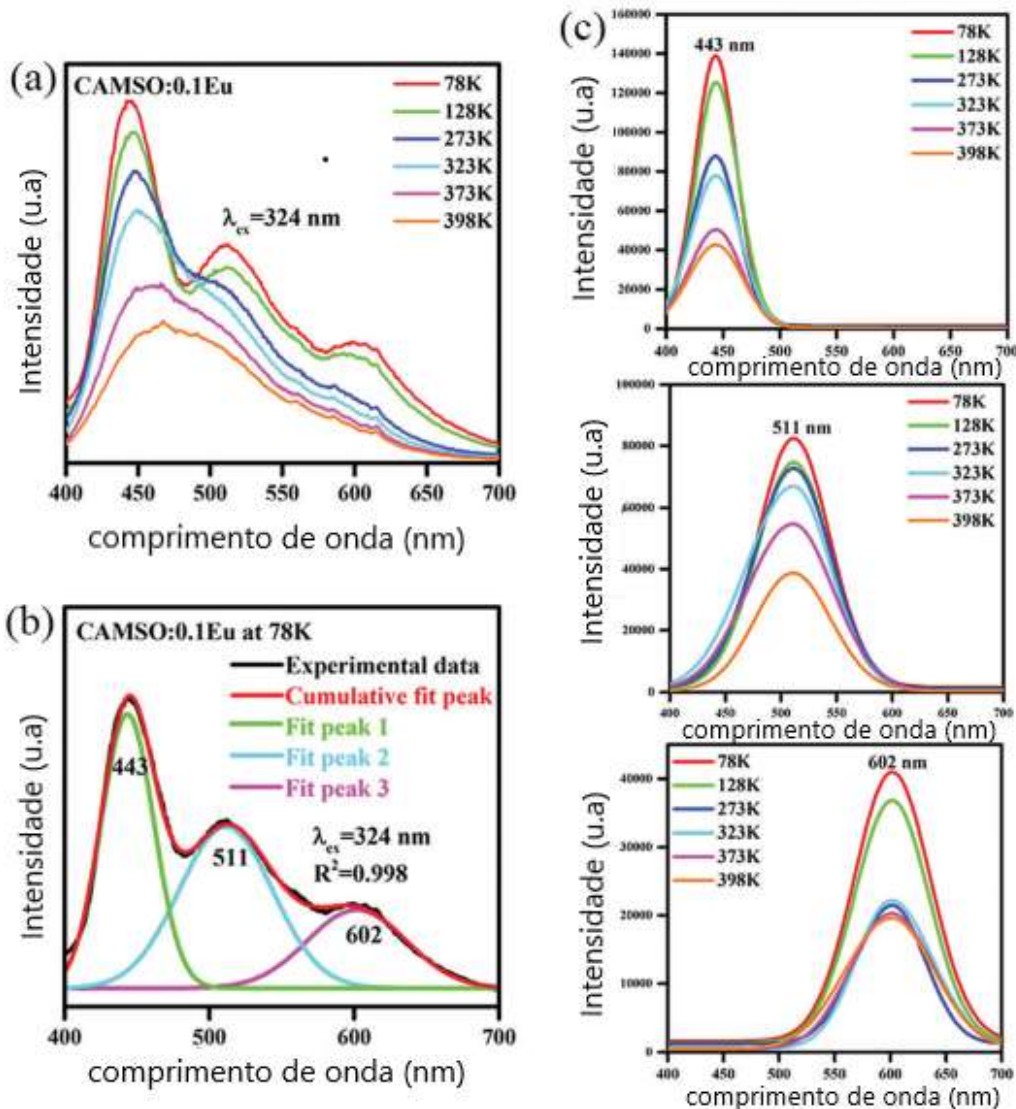 (a)
CAMSO:0.1Eu
78K
128K
273K
323K
373K
398K
λex=324 nm
Intensidade (u.a)
400 450 500 550 600 650 700
comprimento de onda (nm)
(b)
CAMSO:0.1Eu at 78K
Experimental data
Cumulative fit peak
Fit peak 1
Fit peak 2
Fit peak 3
443
511
602
λex=324 nm
R²=0.998
Intensidade (u.a)
400 500 600 700
comprimento de onda (nm)
(c)
443 nm
78K
128K
273K
323K
373K
398K
Intensidade (u.a)
160000
140000
120000
100000
80000
60000
40000
20000
0
400 450 500 550 600 650 700
comprimento de onda (nm)
511 nm
78K
128K
273K
323K
373K
398K
Intensidade (u.a)
100000
80000
60000
40000
20000
0
400 450 500 550 600 650 700
comprimento de onda (nm)
602 nm
78K
128K
273K
323K
373K
398K
Intensidade (u.a)
40000
30000
20000
10000
0
400 450 500 550 600 650 700
comprimento de onda (nm)